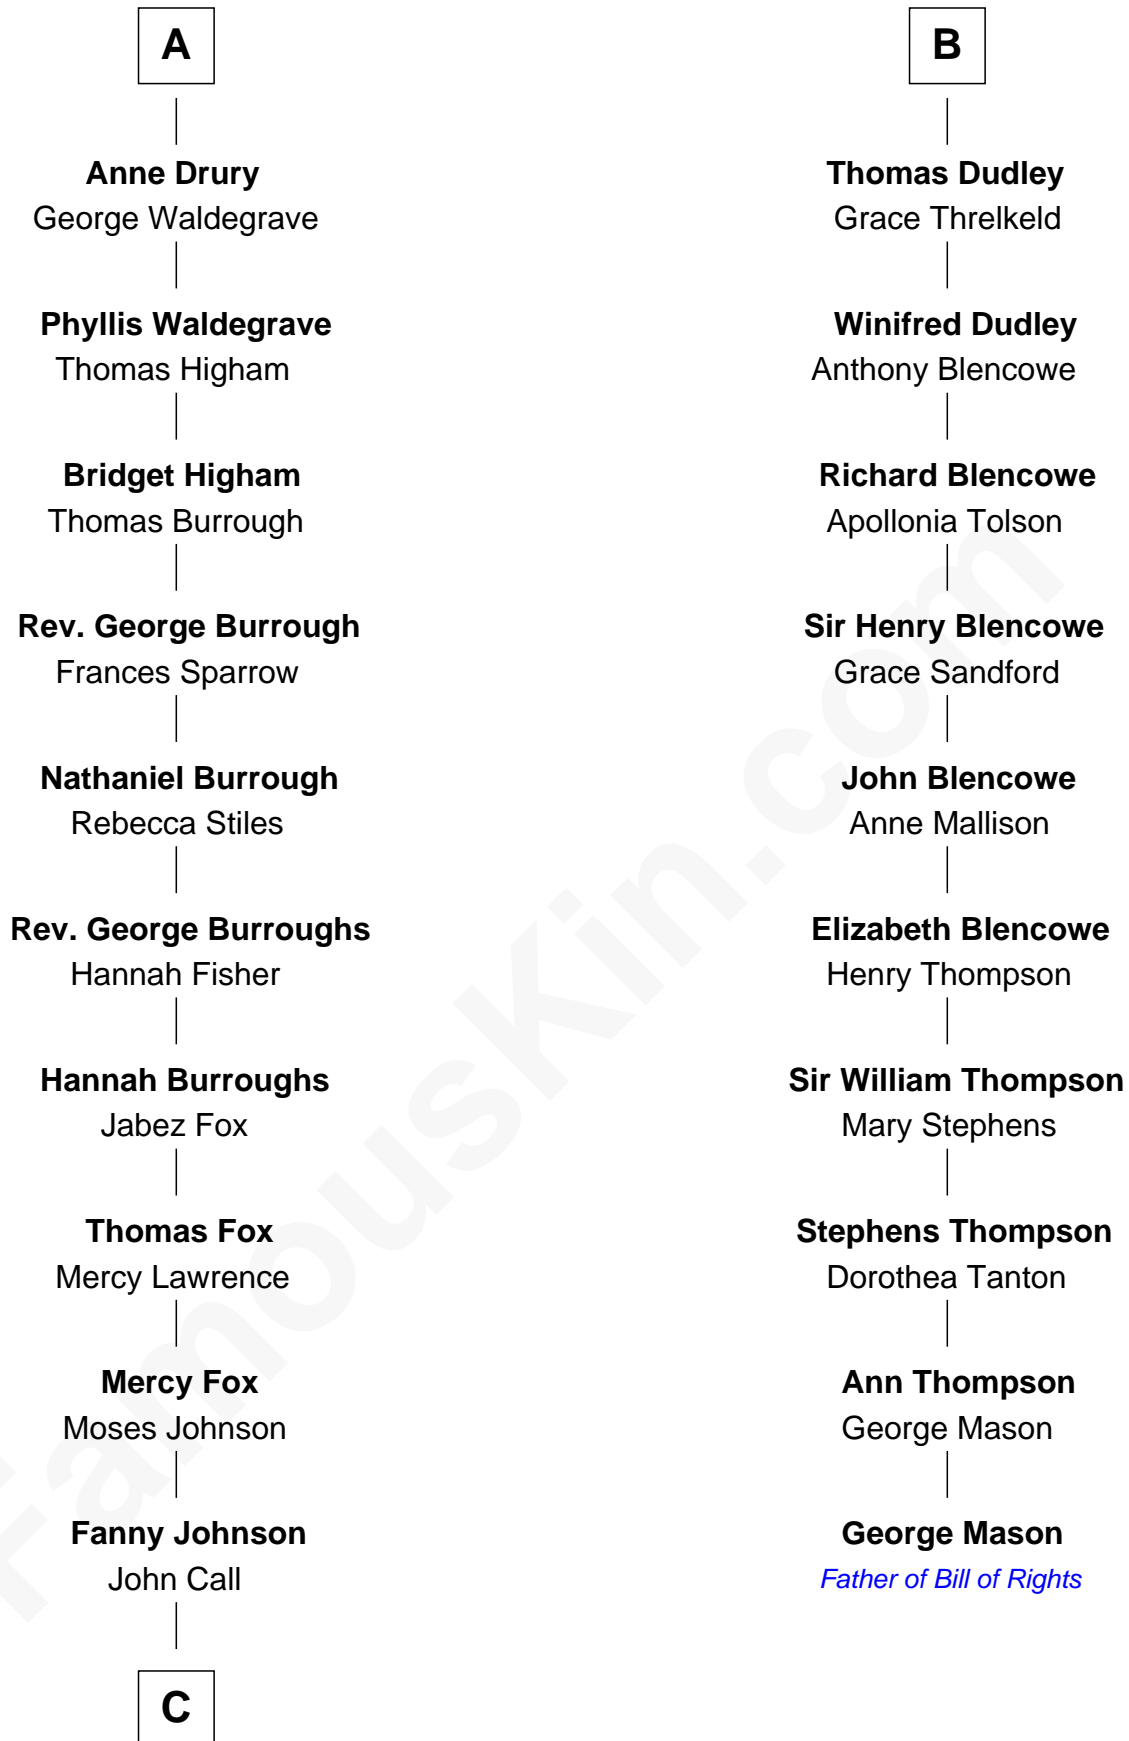 A
Anne Drury
George Waldegrave
Phyllis Waldegrave
Thomas Higham
Bridget Higham
Thomas Burrough
Rev. George Burrough
Frances Sparrow
Nathaniel Burrough
Rebecca Stiles
Rev. George Burroughs
Hannah Fisher
Hannah Burroughs
Jabez Fox
Thomas Fox
Mercy Lawrence
Mercy Fox
Moses Johnson
Fanny Johnson
John Call
C
B
Thomas Dudley
Grace Threlkeld
Winifred Dudley
Anthony Blencowe
Richard Blencowe
Apollonia Tolson
Sir Henry Blencowe
Grace Sandford
John Blencowe
Anne Mallison
Elizabeth Blencowe
Henry Thompson
Sir William Thompson
Mary Stephens
Stephens Thompson
Dorothea Tanton
Ann Thompson
George Mason
George Mason
Father of Bill of Rights
FamousKin.com